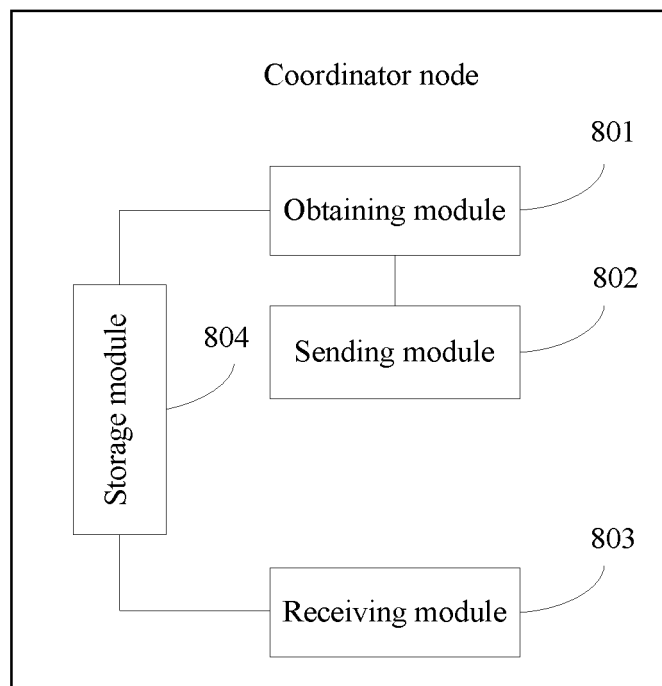 Coordinator node
801
Obtaining module
802
Sending module
804
Storage module
803
Receiving module